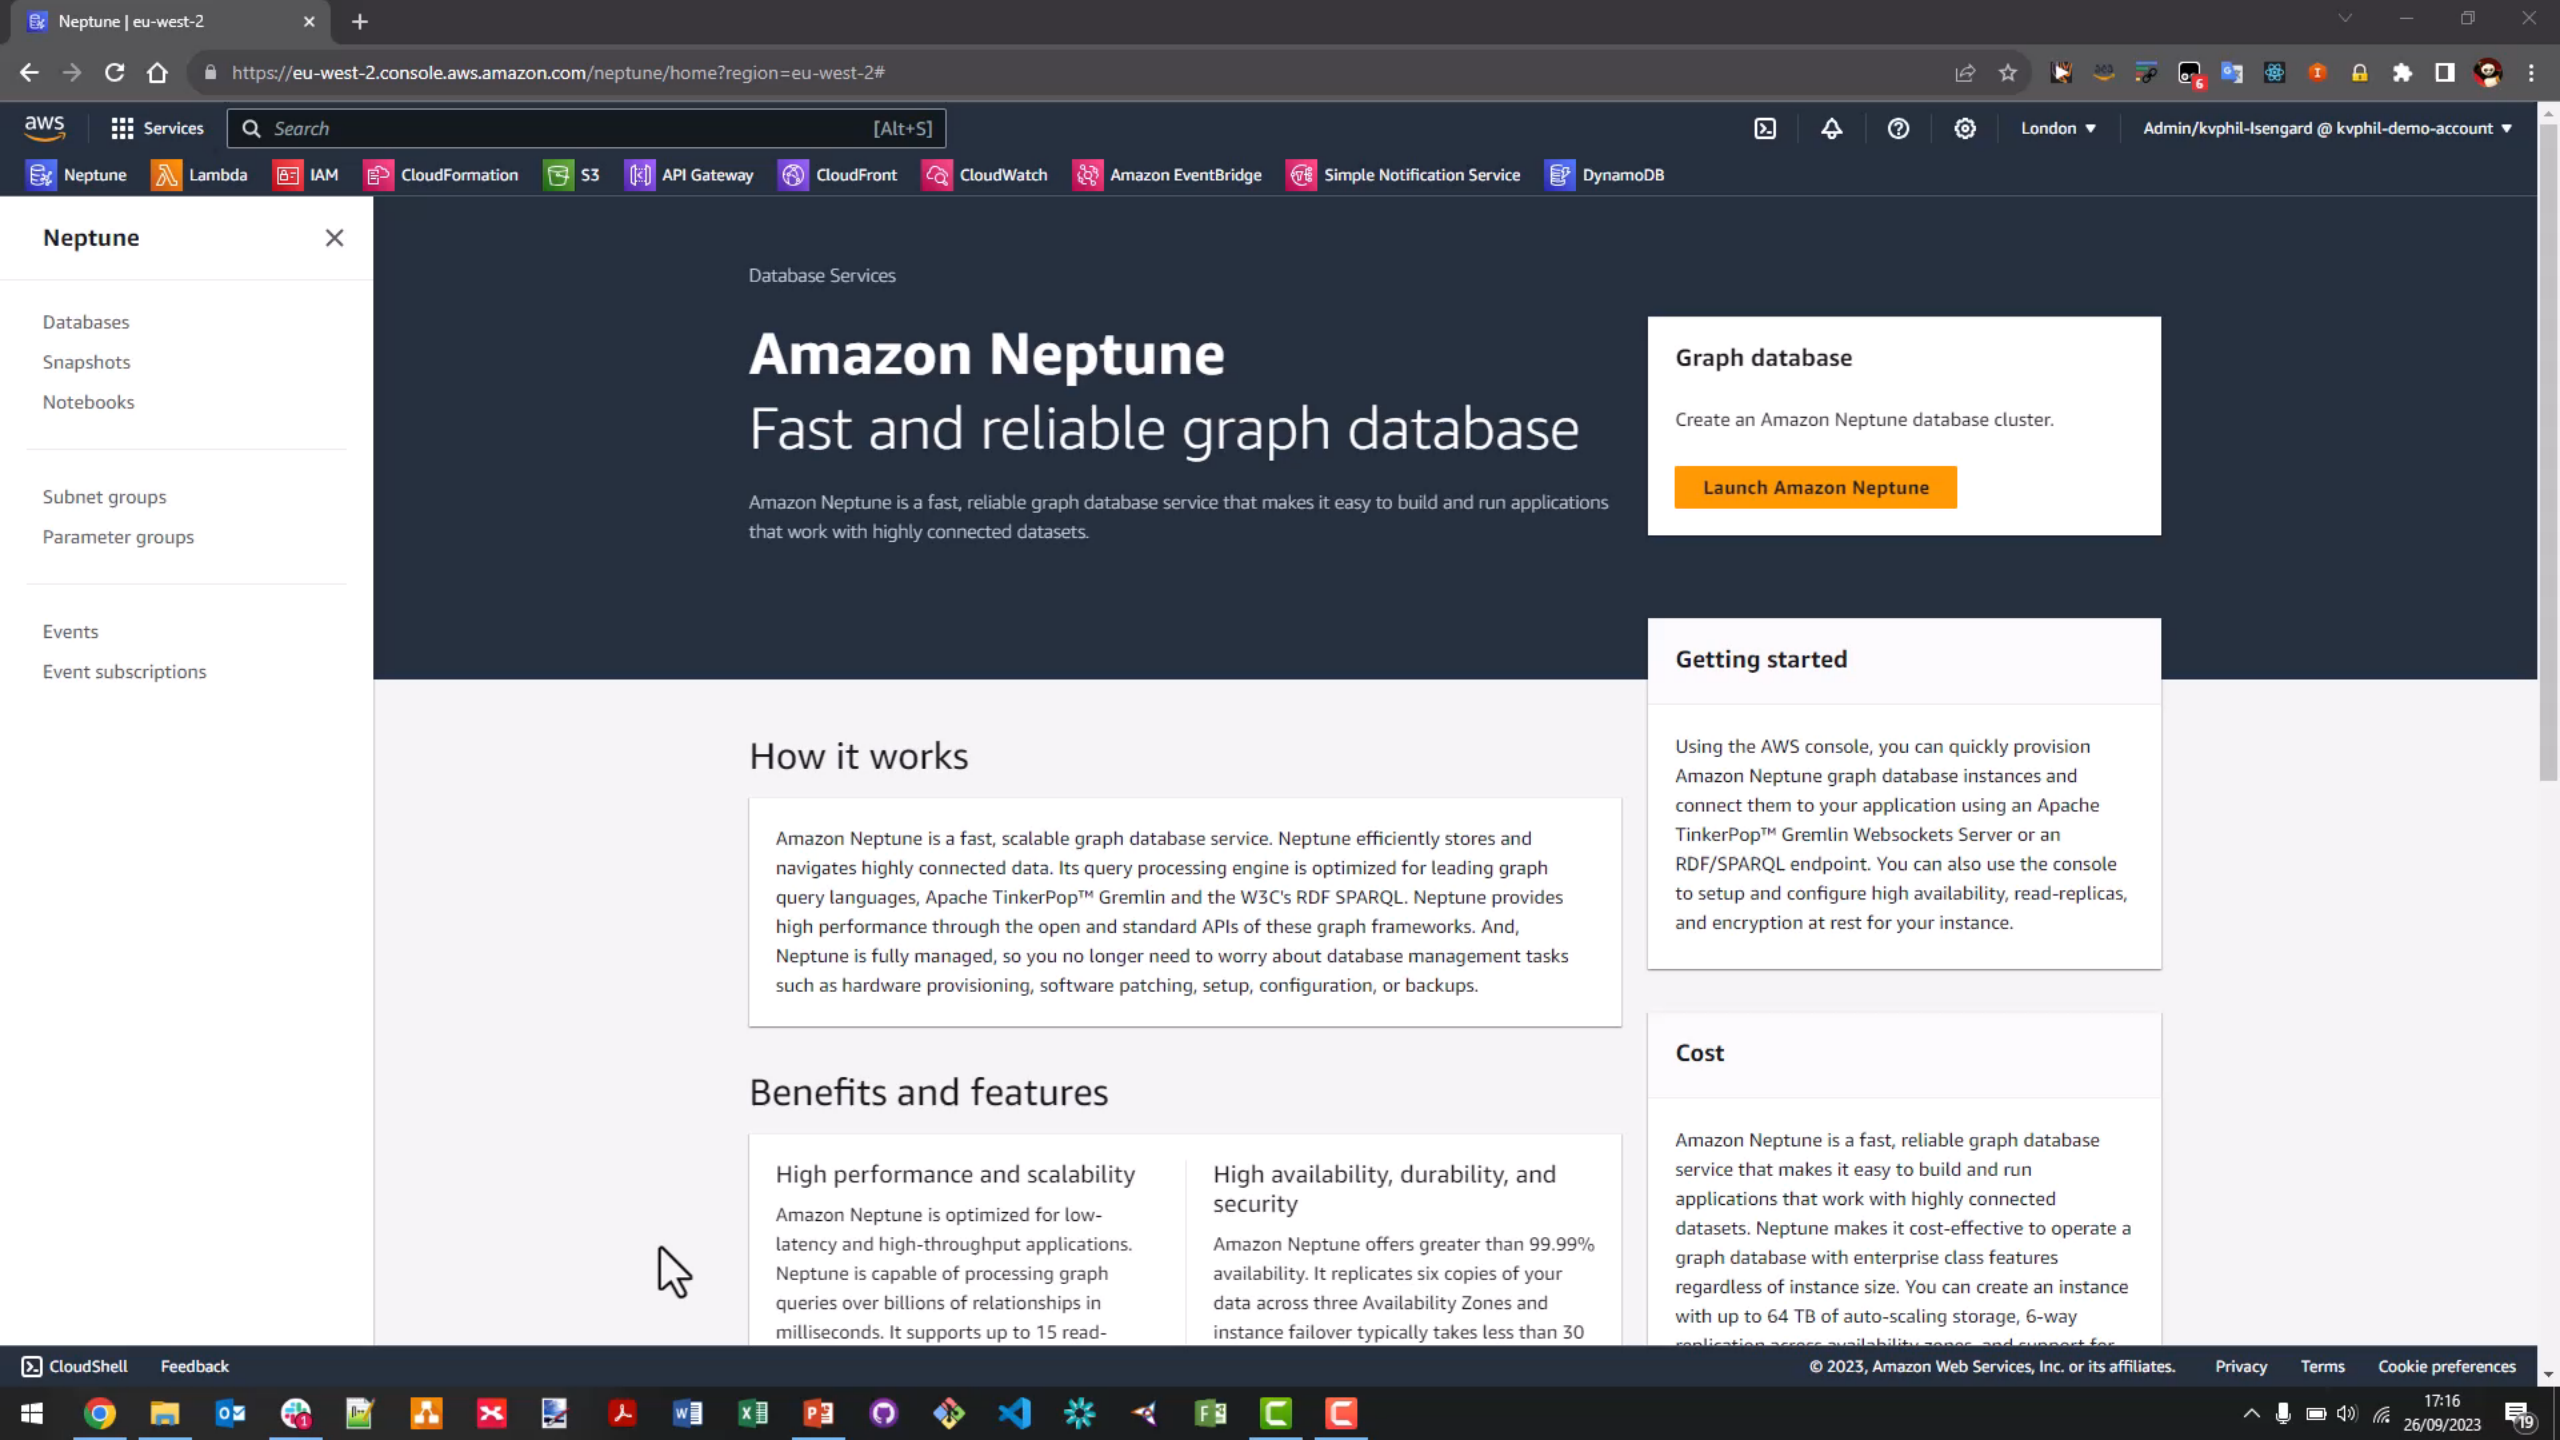 Neptune | eu-west-2
https://eu-west-2.console.aws.amazon.com/neptune/home?region=eu-west-2#
6
aws
Services
Search
[Alt+S]
London
Admin/kvphil-Isengard @ kvphil-demo-account
Neptune
Lambda
IAM
CloudFormation
S3
API Gateway
CloudFront
CloudWatch
Amazon EventBridge
Simple Notification Service
DynamoDB
Neptune
Databases
Snapshots
Notebooks
Subnet groups
Parameter groups
Events
Event subscriptions
Database Services
Amazon Neptune
Fast and reliable graph database
Amazon Neptune is a fast, reliable graph database service that makes it easy to build and run applications
that work with highly connected datasets.
Graph database
Create an Amazon Neptune database cluster.
Launch Amazon Neptune
Getting started
Using the AWS console, you can quickly provision
Amazon Neptune graph database instances and
connect them to your application using an Apache
TinkerPop™ Gremlin Websockets Server or an
RDF/SPARQL endpoint. You can also use the console
to setup and configure high availability, read-replicas,
and encryption at rest for your instance.
How it works
Amazon Neptune is a fast, scalable graph database service. Neptune efficiently stores and
navigates highly connected data. Its query processing engine is optimized for leading graph
query languages, Apache TinkerPop™ Gremlin and the W3C's RDF SPARQL. Neptune provides
high performance through the open and standard APIs of these graph frameworks. And,
Neptune is fully managed, so you no longer need to worry about database management tasks
such as hardware provisioning, software patching, setup, configuration, or backups.
Benefits and features
High performance and scalability
Amazon Neptune is optimized for low-
latency and high-throughput applications.
Neptune is capable of processing graph
queries over billions of relationships in
milliseconds. It supports up to 15 read-
High availability, durability, and
security
Amazon Neptune offers greater than 99.99%
availability. It replicates six copies of your
data across three Availability Zones and
instance failover typically takes less than 30
Cost
Amazon Neptune is a fast, reliable graph database
service that makes it easy to build and run
applications that work with highly connected
datasets. Neptune makes it cost-effective to operate a
graph database with enterprise class features
regardless of instance size. You can create an instance
with up to 64 TB of auto-scaling storage, 6-way
replication across availability zones, and support for
CloudShell
Feedback
© 2023, Amazon Web Services, Inc. or its affiliates.
Privacy
Terms
Cookie preferences
17:16
26/09/2023
19